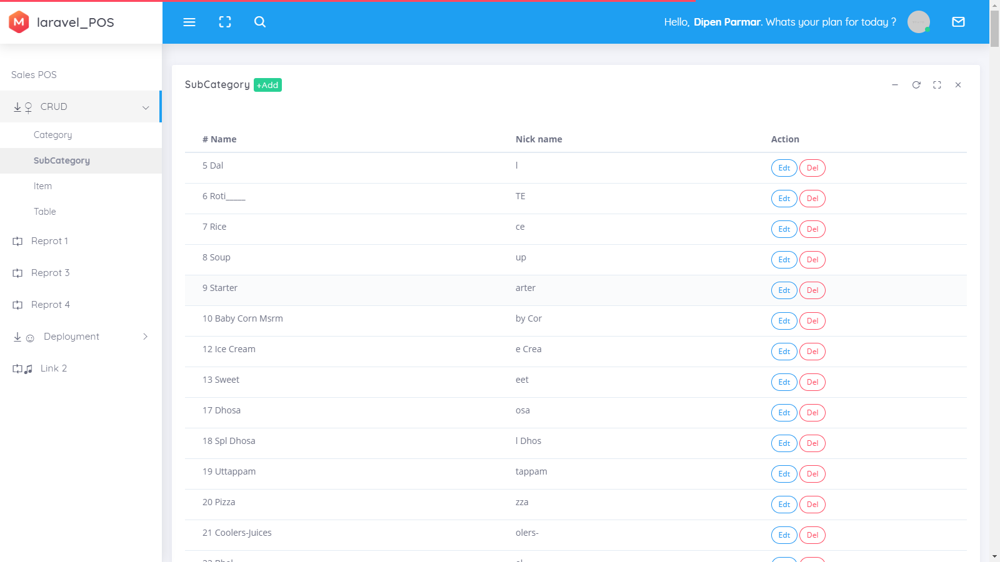 laravel_POS
Hello, Dipen Parmar. Whats your plan for today ?
Sales POS
CRUD
Category
SubCategory
Item
Table
Reprot 1
Reprot 3
Reprot 4
Deployment
Link 2
SubCategory +Add
# Name Nick name Action
5 Dal l Edt Del
6 Roti_____ TE Edt Del
7 Rice ce Edt Del
8 Soup up Edt Del
9 Starter arter Edt Del
10 Baby Corn Msrm by Cor Edt Del
12 Ice Cream e Crea Edt Del
13 Sweet eet Edt Del
17 Dhosa osa Edt Del
18 Spl Dhosa l Dhos Edt Del
19 Uttappam tappam Edt Del
20 Pizza zza Edt Del
21 Coolers-Juices olers- Edt Del